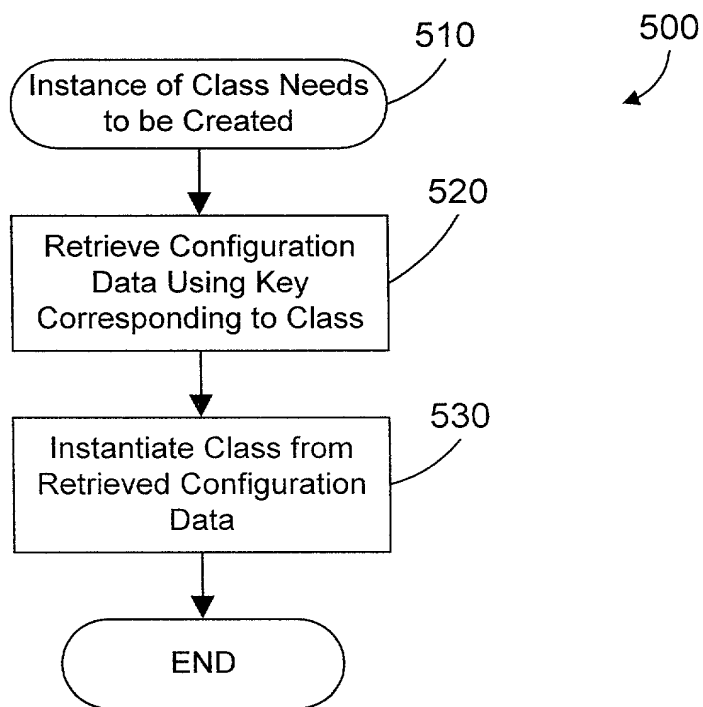 510
500
Instance of Class Needs
to be Created
520
Retrieve Configuration
Data Using Key
Corresponding to Class
530
Instantiate Class from
Retrieved Configuration
Data
END